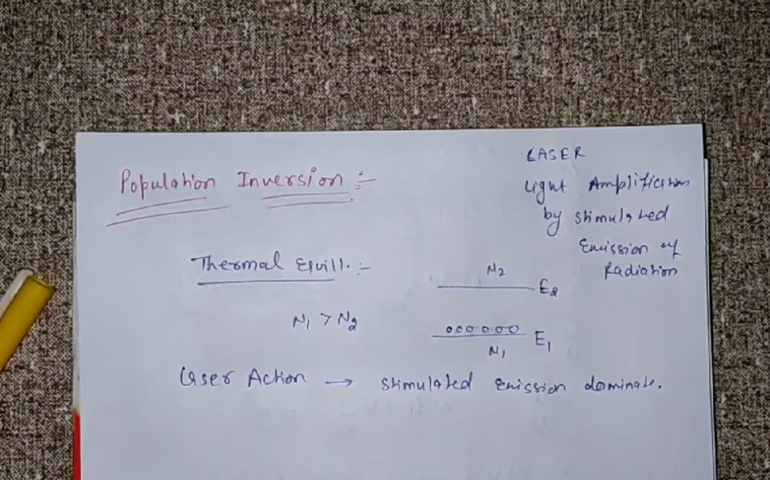 Population Inversion :-
LASER
Light Amplification
by stimulated
Emission of
Radiation
Thermal Equill. :-
N2
E2
N1 > N2
E1
N1
Laser Action → stimulated emission dominate.